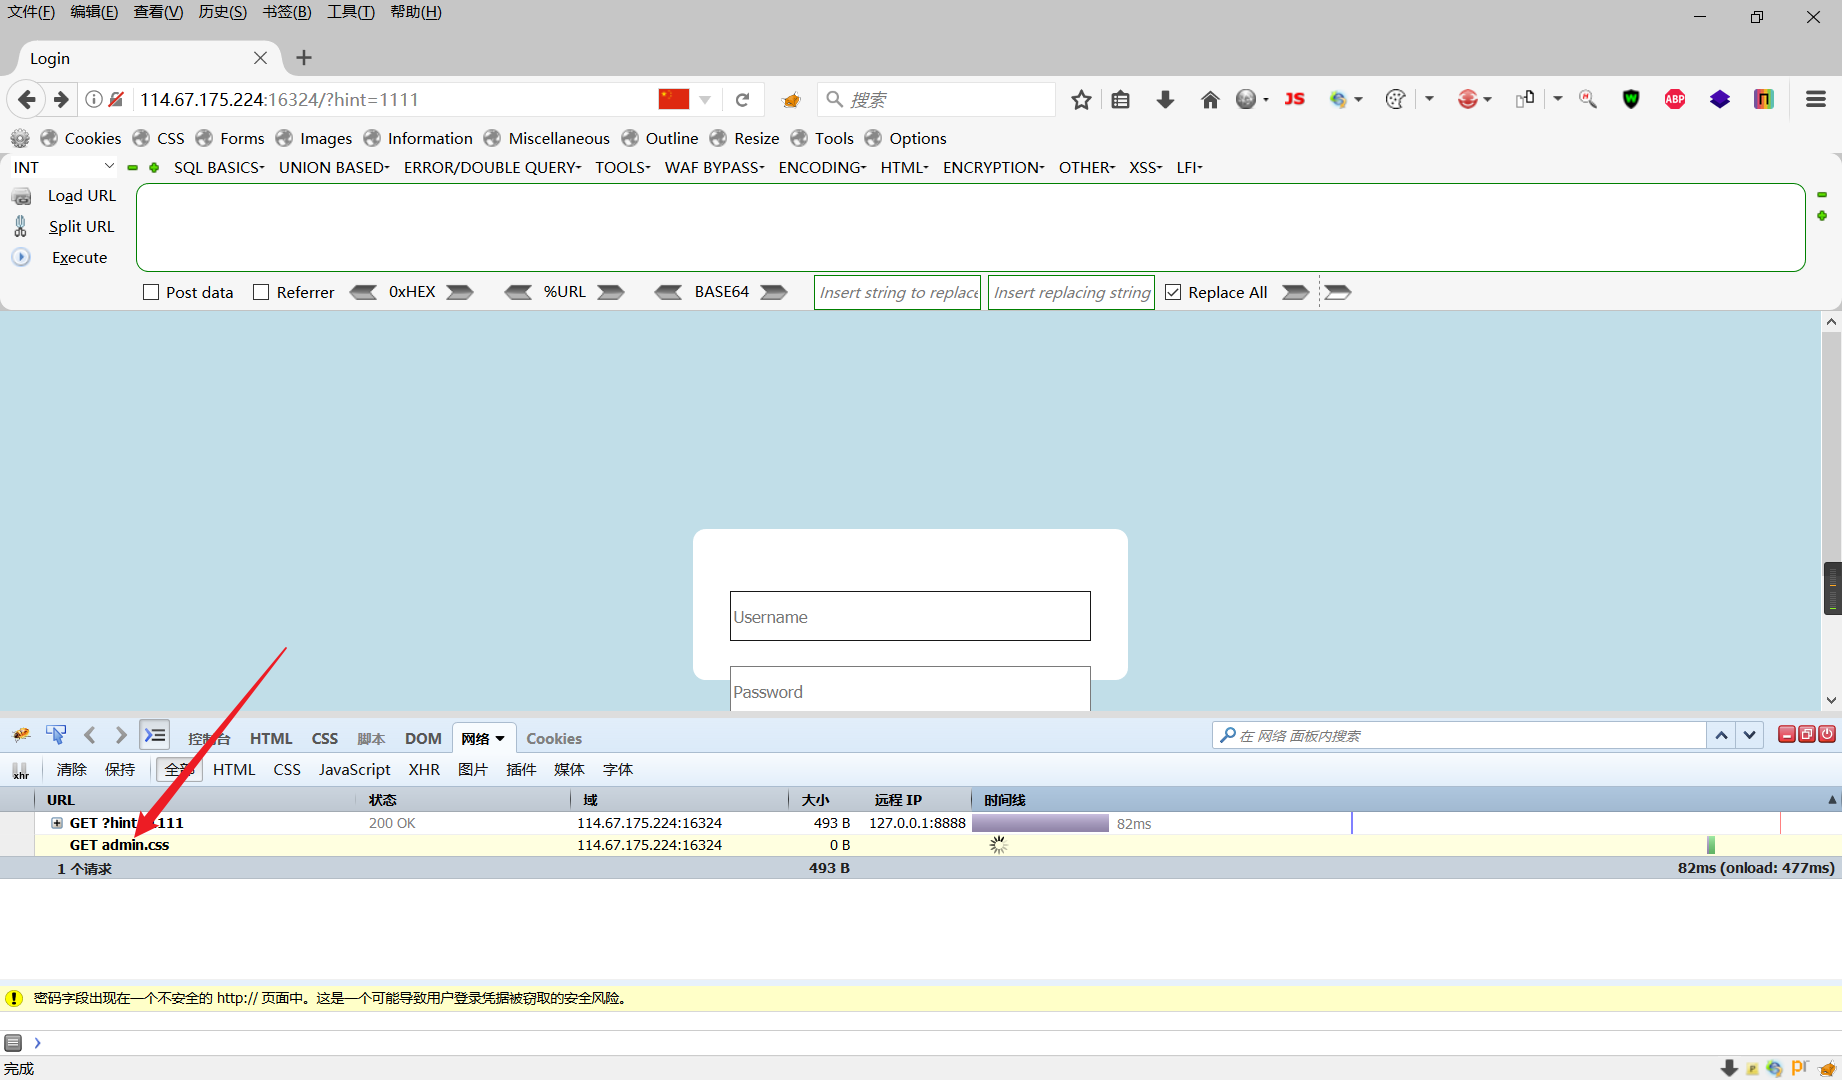 文件(F) 编辑(E) 查看(V) 历史(S) 书签(B) 工具(T) 帮助(H)
Login
114.67.175.224:16324/?hint=1111
搜索
JS
ABP
Cookies CSS Forms Images Information Miscellaneous Outline Resize Tools Options
INT SQL BASICS UNION BASED ERROR/DOUBLE QUERY TOOLS WAF BYPASS ENCODING HTML ENCRYPTION OTHER XSS LFI
Load URL
Split URL
Execute
Post data Referrer 0xHEX %URL BASE64 Insert string to replace Insert replacing string Replace All
Username
Password
控制台 HTML CSS 脚本 DOM 网络 Cookies 在 网络 面板内搜索
xhr 清除 保持 全部 HTML CSS JavaScript XHR 图片 插件 媒体 字体
URL 状态 域 大小 远程 IP 时间线
GET ?hint 111 200 OK 114.67.175.224:16324 493 B 127.0.0.1:8888 82ms
GET admin.css 114.67.175.224:16324 0 B
1 个请求 493 B 82ms (onload: 477ms)
密码字段出现在一个不安全的 http:// 页面中。这是一个可能导致用户登录凭据被窃取的安全风险。
完成 pr